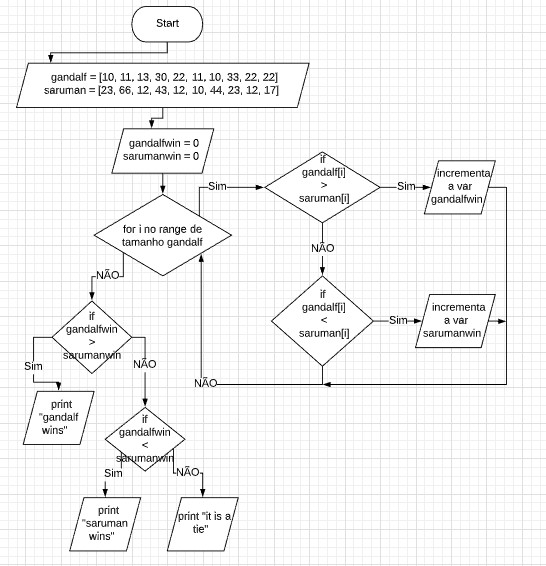 Start
gandalf = [10, 11, 13, 30, 22, 11, 10, 33, 22, 22]
saruman = [23, 66, 12, 43, 12, 10, 44, 23, 12, 17]
gandalfwin = 0
sarumanwin = 0
for i no range de
tamanho gandalf
Sim
if
gandalf[i]
>
saruman[i]
Sim
incrementa
a var
gandalfwin
NÃO
if
gandalf[i]
<
saruman[i]
Sim
incrementa
a var
sarumanwin
NÃO
NÃO
if
gandalfwin
>
sarumanwin
Sim
print
"gandalf
wins"
NÃO
if
gandalfwin
<
sarumanwin
Sim
print
"saruman
wins"
NÃO
print "it is a
tie"